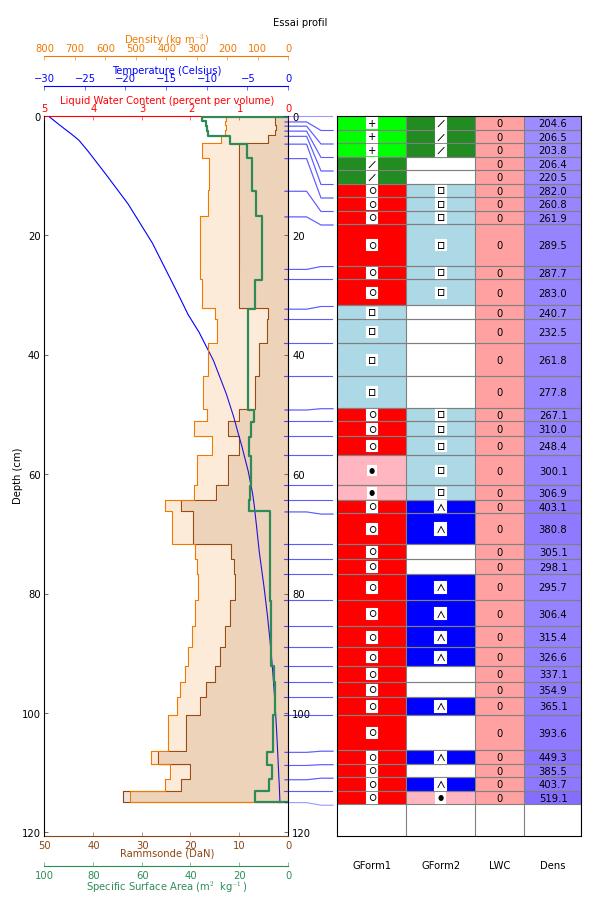 Essai profil
Density (kg m⁻³)
800 700 600 500 400 300 200 100 0
Temperature (Celsius)
−30 −25 −20 −15 −10 −5 0
Liquid Water Content (percent per volume)
5 4 3 2 1 0
0 0
20 20
40 40
Depth (cm)
60 60
80 80
100 100
120 120
50 40 30 20 10 0
Rammsonde (DaN)
100 80 60 40 20 0
Specific Surface Area (m² kg⁻¹)
+ / 0 204.6
+ / 0 206.5
+ / 0 203.8
/ 0 206.4
/ 0 220.5
0 282.0
0 260.8
0 261.9
0 289.5
0 287.7
0 283.0
0 240.7
0 232.5
0 261.8
0 277.8
0 267.1
0 310.0
0 248.4
0 300.1
0 306.9
0 403.1
0 380.8
0 305.1
0 298.1
0 295.7
0 306.4
0 315.4
0 326.6
0 337.1
0 354.9
0 365.1
0 393.6
0 449.3
0 385.5
0 403.7
0 519.1
GForm1 GForm2 LWC Dens